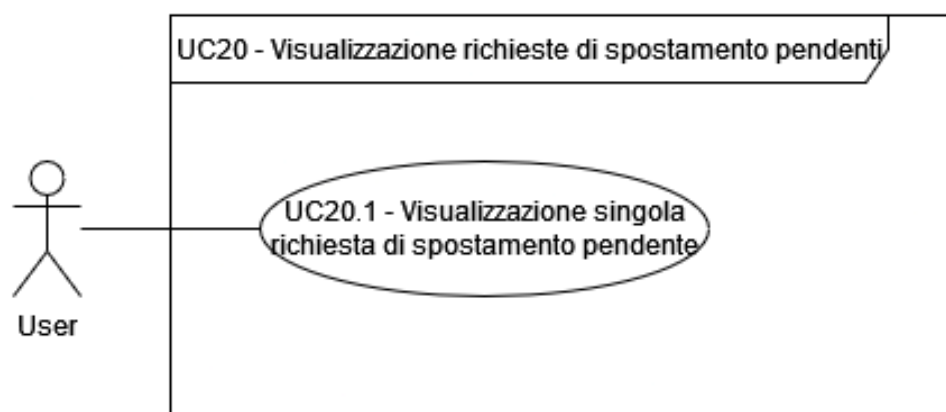 UC20 - Visualizzazione richieste di spostamento pendenti
UC20.1 - Visualizzazione singola
richiesta di spostamento pendente
User